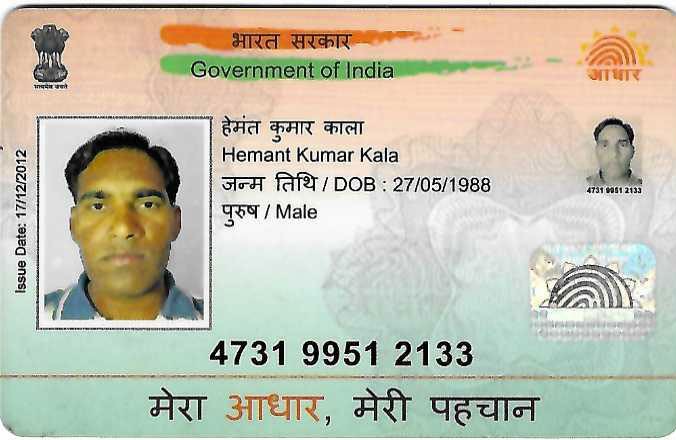 भारत सरकार
Government of India
सत्यमेव जयते
आधार
Issue Date: 17/12/2012
हेमंत कुमार काला
Hemant Kumar Kala
जन्म तिथि / DOB : 27/05/1988
पुरुष / Male
4731 9951 2133
4731 9951 2133
मेरा आधार, मेरी पहचान